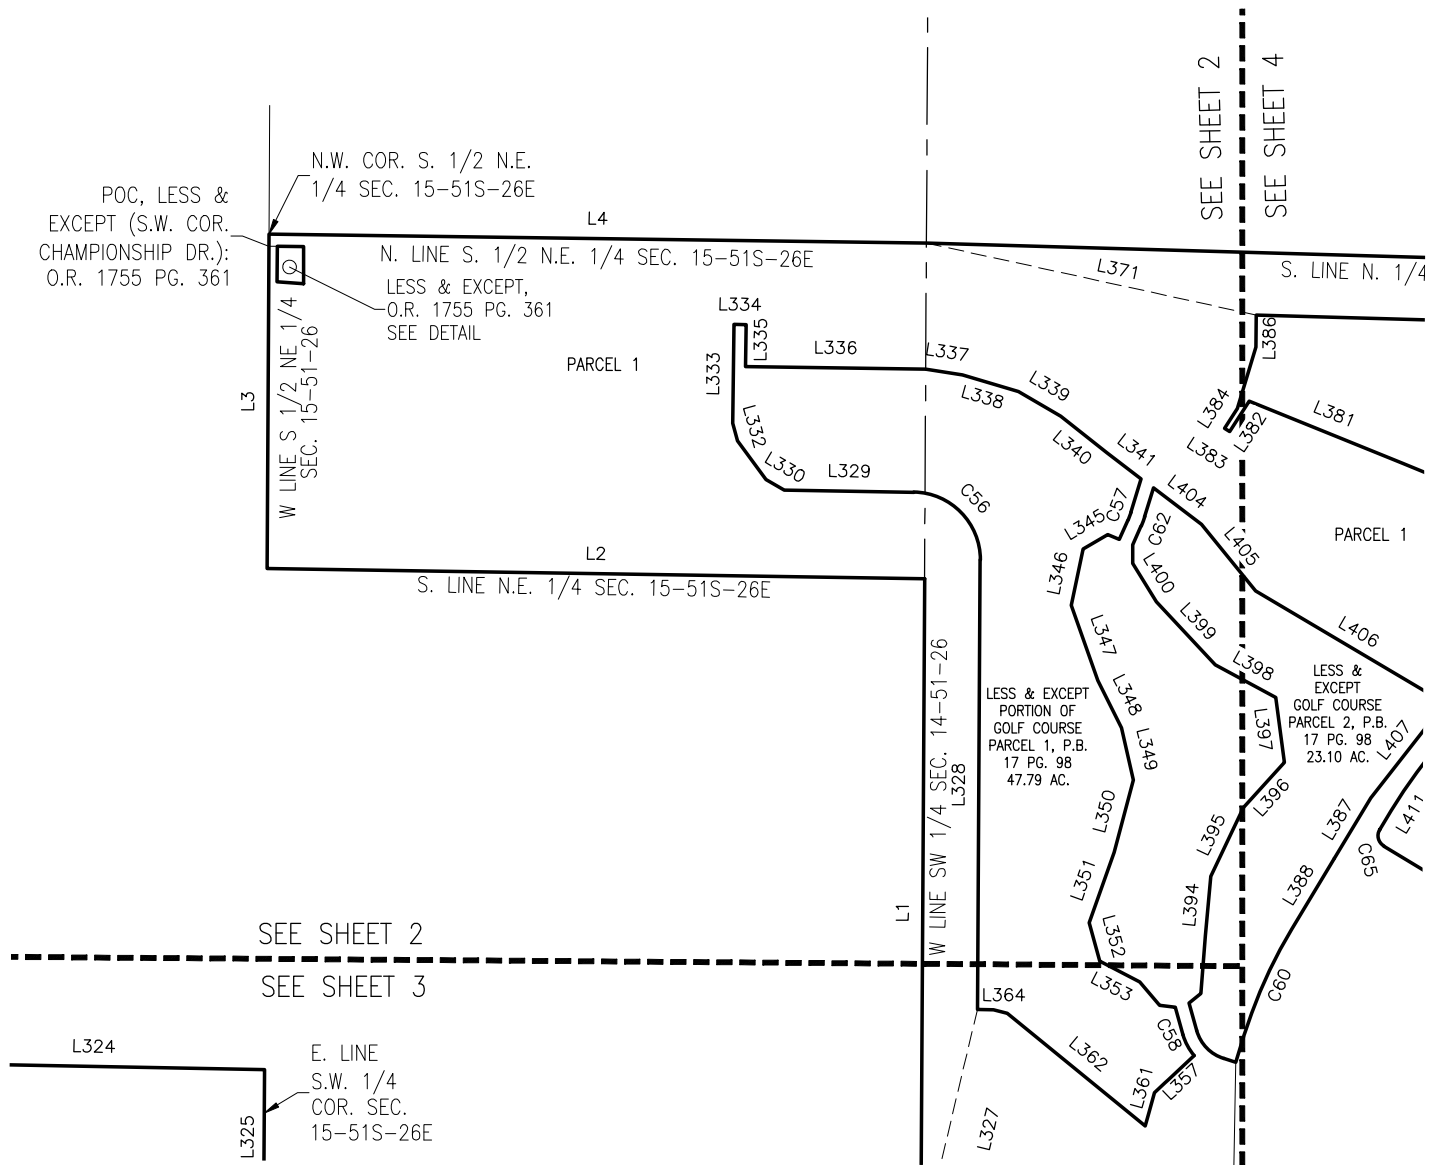 SEE SHEET 2
SEE SHEET 4
N.W. COR. S. 1/2 N.E.
1/4 SEC. 15-51S-26E
POC, LESS &
EXCEPT (S.W. COR.
CHAMPIONSHIP DR.):
O.R. 1755 PG. 361
L4
N. LINE S. 1/2 N.E. 1/4 SEC. 15-51S-26E
L371
S. LINE N. 1/4
LESS & EXCEPT,
O.R. 1755 PG. 361
SEE DETAIL
W LINE S 1/2 NE 1/4
SEC. 15-51-26
L3
PARCEL 1
L334
L335
L333
L336
L337
L338
L339
L340
L341
L332
L330
L329
C56
L386
L384
L382
L383
L381
L404
C57
C62
L345
L346
L405
PARCEL 1
L400
L399
L398
L406
L2
S. LINE N.E. 1/4 SEC. 15-51S-26E
L347
L348
L349
L350
L351
L352
LESS & EXCEPT
PORTION OF
GOLF COURSE
PARCEL 1, P.B.
17 PG. 98
47.79 AC.
LESS &
EXCEPT
GOLF COURSE
PARCEL 2, P.B.
17 PG. 98
23.10 AC.
L397
L407
L396
L395
L387
L411
C65
L388
L394
L328
W LINE SW 1/4 SEC. 14-51-26
L1
SEE SHEET 2
SEE SHEET 3
L353
L364
C60
C58
L362
L361
L357
L327
L324
L325
E. LINE
S.W. 1/4
COR. SEC.
15-51S-26E